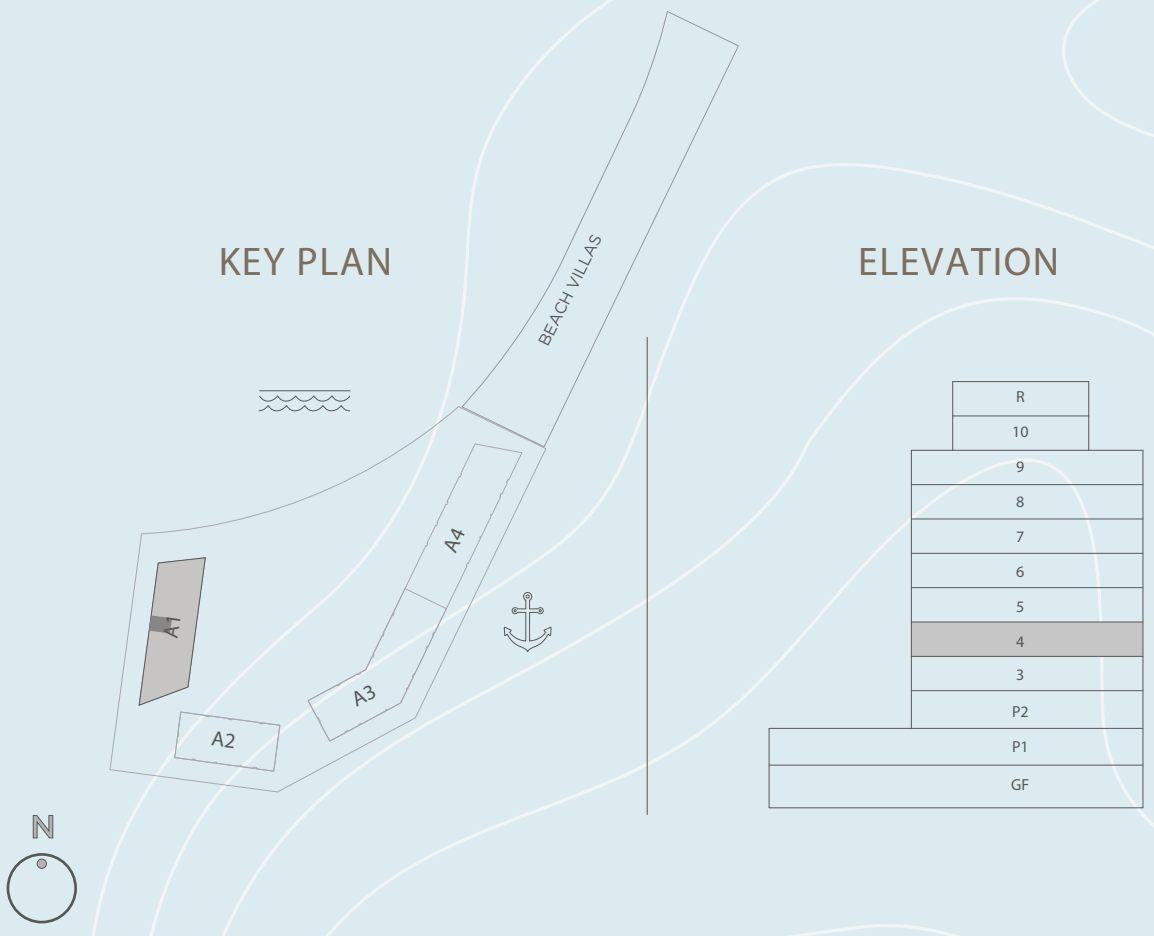 KEY PLAN
BEACH VILLAS
A4
A1
A3
A2
N
ELEVATION
R
10
9
8
7
6
5
4
3
P2
P1
GF